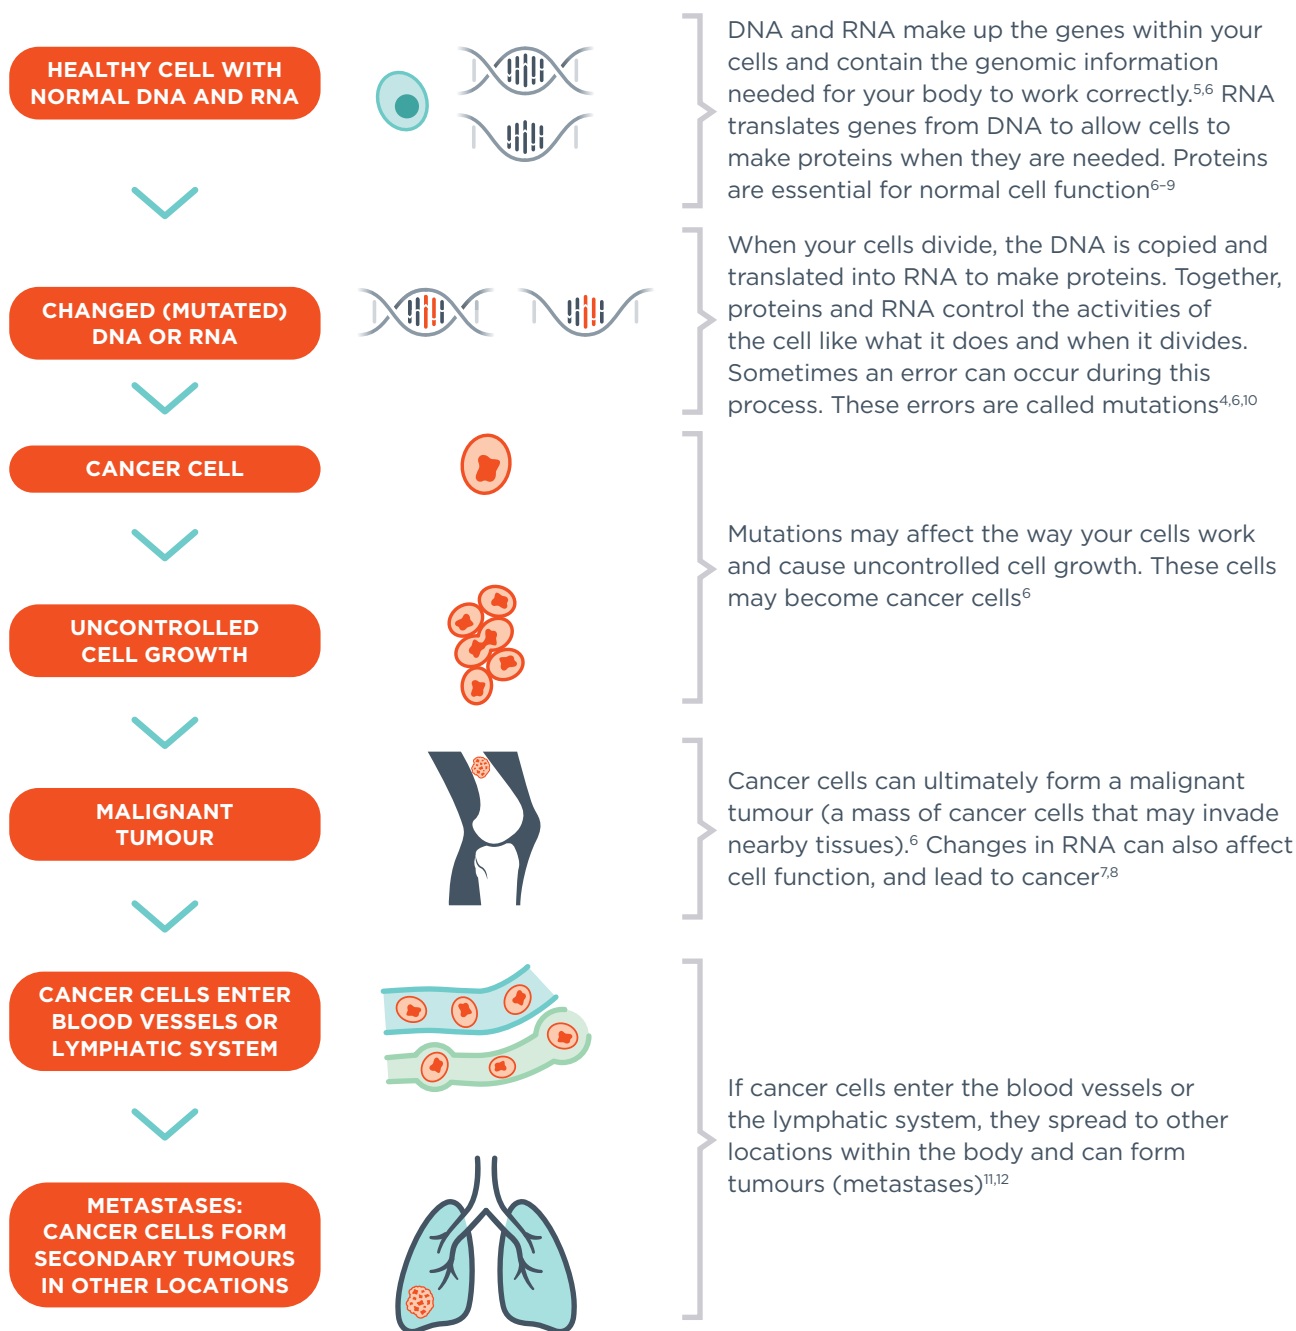 HEALTHY CELL WITH
NORMAL DNA AND RNA
DNA and RNA make up the genes within your
cells and contain the genomic information
needed for your body to work correctly.5,6 RNA
translates genes from DNA to allow cells to
make proteins when they are needed. Proteins
are essential for normal cell function6–9
CHANGED (MUTATED)
DNA OR RNA
When your cells divide, the DNA is copied and
translated into RNA to make proteins. Together,
proteins and RNA control the activities of
the cell like what it does and when it divides.
Sometimes an error can occur during this
process. These errors are called mutations4,6,10
CANCER CELL
UNCONTROLLED
CELL GROWTH
Mutations may affect the way your cells work
and cause uncontrolled cell growth. These cells
may become cancer cells6
MALIGNANT
TUMOUR
Cancer cells can ultimately form a malignant
tumour (a mass of cancer cells that may invade
nearby tissues).6 Changes in RNA can also affect
cell function, and lead to cancer7,8
CANCER CELLS ENTER
BLOOD VESSELS OR
LYMPHATIC SYSTEM
METASTASES:
CANCER CELLS FORM
SECONDARY TUMOURS
IN OTHER LOCATIONS
If cancer cells enter the blood vessels or
the lymphatic system, they spread to other
locations within the body and can form
tumours (metastases)11,12